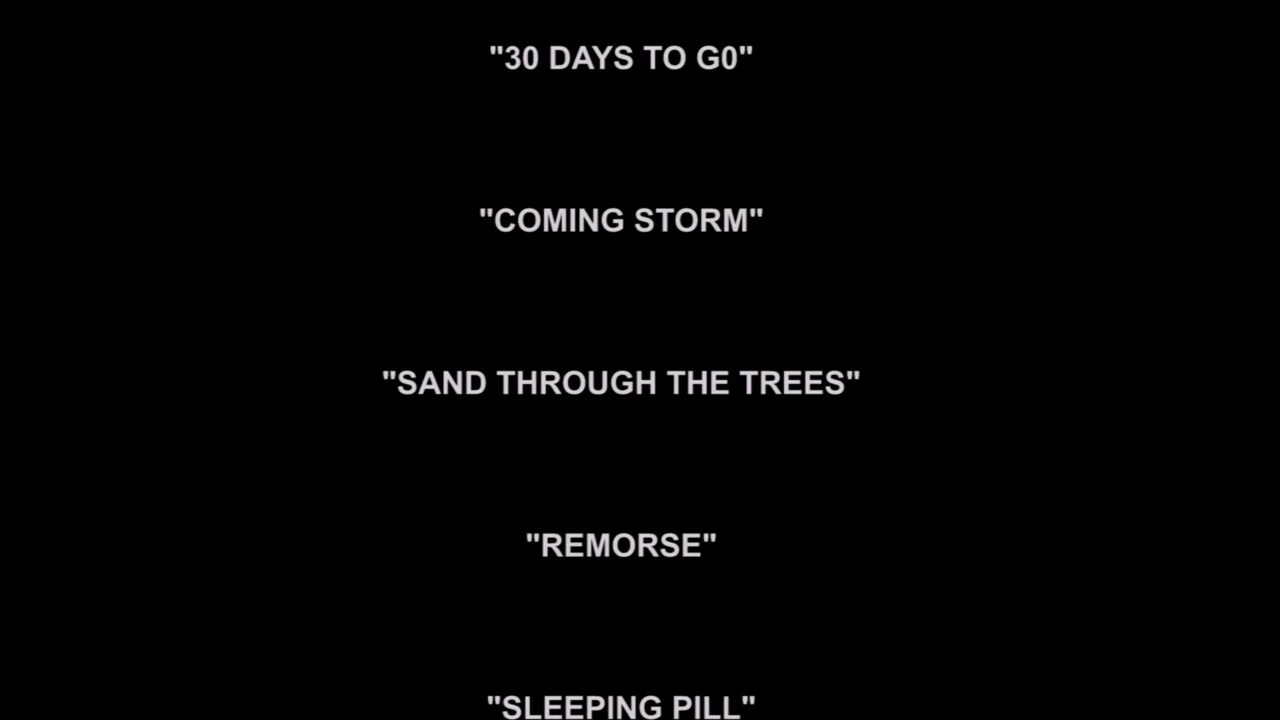 "30 DAYS TO G0"
"COMING STORM"
"SAND THROUGH THE TREES"
"REMORSE"
"SLEEPING PILL"